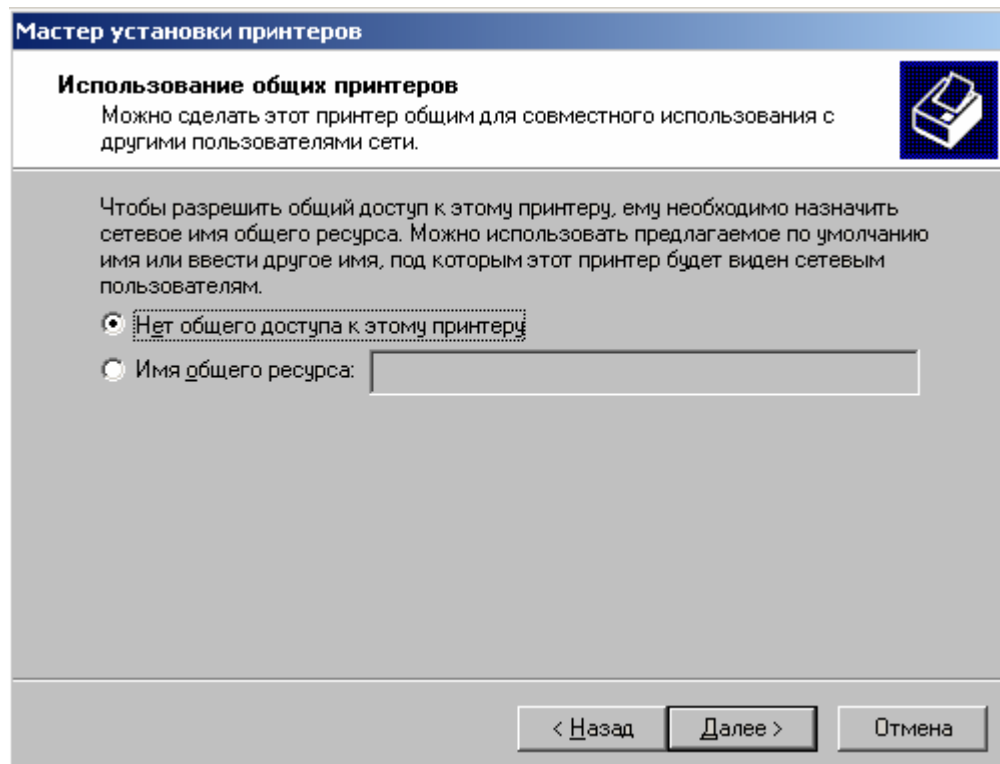 Мастер установки принтеров
Использование общих принтеров
Можно сделать этот принтер общим для совместного использования с
другими пользователями сети.
Чтобы разрешить общий доступ к этому принтеру, ему необходимо назначить
сетевое имя общего ресурса. Можно использовать предлагаемое по умолчанию
имя или ввести другое имя, под которым этот принтер будет виден сетевым
пользователям.
Нет общего доступа к этому принтеру
Имя общего ресурса:
< Назад Далее > Отмена